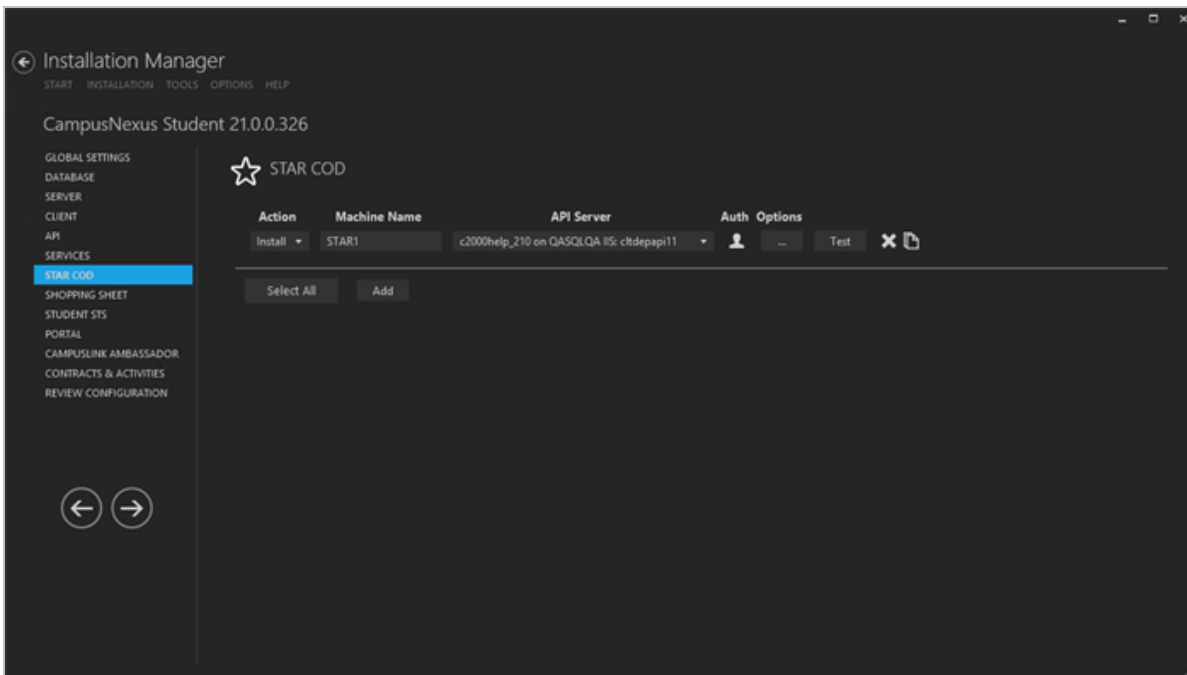 Installation Manager
START INSTALLATION TOOLS OPTIONS HELP
CampusNexus Student 21.0.0.326
GLOBAL SETTINGS
DATABASE
SERVER
CLIENT
API
SERVICES
STAR COD
SHOPPING SHEET
STUDENT STS
PORTAL
CAMPUSLINK AMBASSADOR
CONTRACTS & ACTIVITIES
REVIEW CONFIGURATION
STAR COD
Action Machine Name API Server Auth Options
Install STAR1 c2000help_210 on QASQLQA IIS: cltdepapi11 ... Test
Select All Add